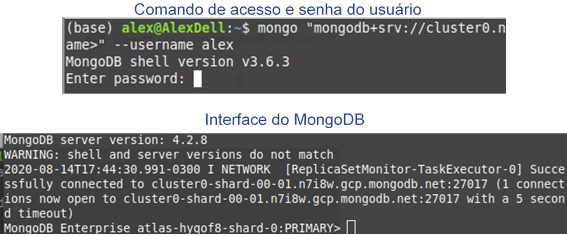 Comando de acesso e senha do usuário
(base) alex@AlexDell:~$ mongo "mongodb+srv://cluster0.n
ame>" --username alex
MongoDB shell version v3.6.3
Enter password:
Interface do MongoDB
MongoDB server version: 4.2.8
WARNING: shell and server versions do not match
2020-08-14T17:44:30.991-0300 I NETWORK  [ReplicaSetMonitor-TaskExecutor-0] Succe
ssfully connected to cluster0-shard-00-01.n7i8w.gcp.mongodb.net:27017 (1 connect
ions now open to cluster0-shard-00-01.n7i8w.gcp.mongodb.net:27017 with a 5 secon
d timeout)
MongoDB Enterprise atlas-hyqof8-shard-0:PRIMARY>